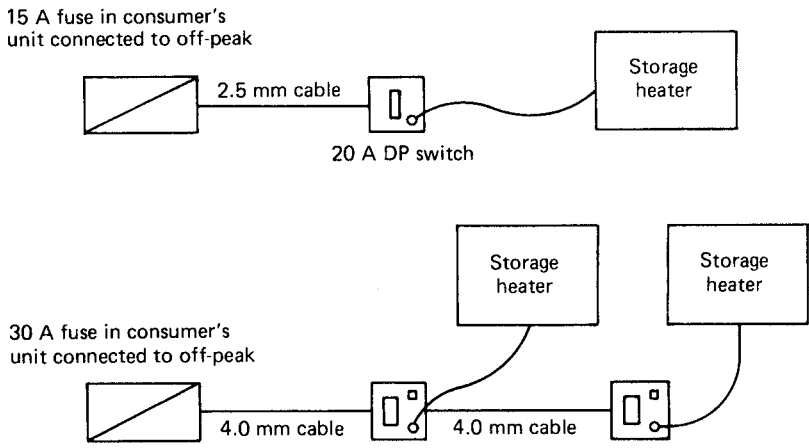 15 A fuse in consumer's
unit connected to off-peak
2.5 mm cable
20 A DP switch
Storage
heater
Storage
heater
Storage
heater
30 A fuse in consumer's
unit connected to off-peak
4.0 mm cable
4.0 mm cable